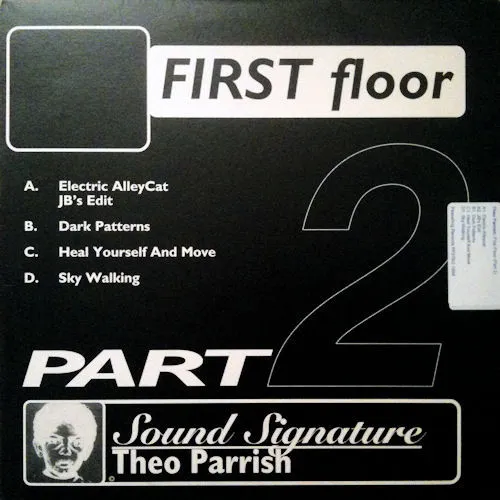 FIRST floor
A. Electric AlleyCat
JB's Edit
B. Dark Patterns
C. Heal Yourself And Move
D. Sky Walking
PART 2
Sound Signature
©
Theo Parrish